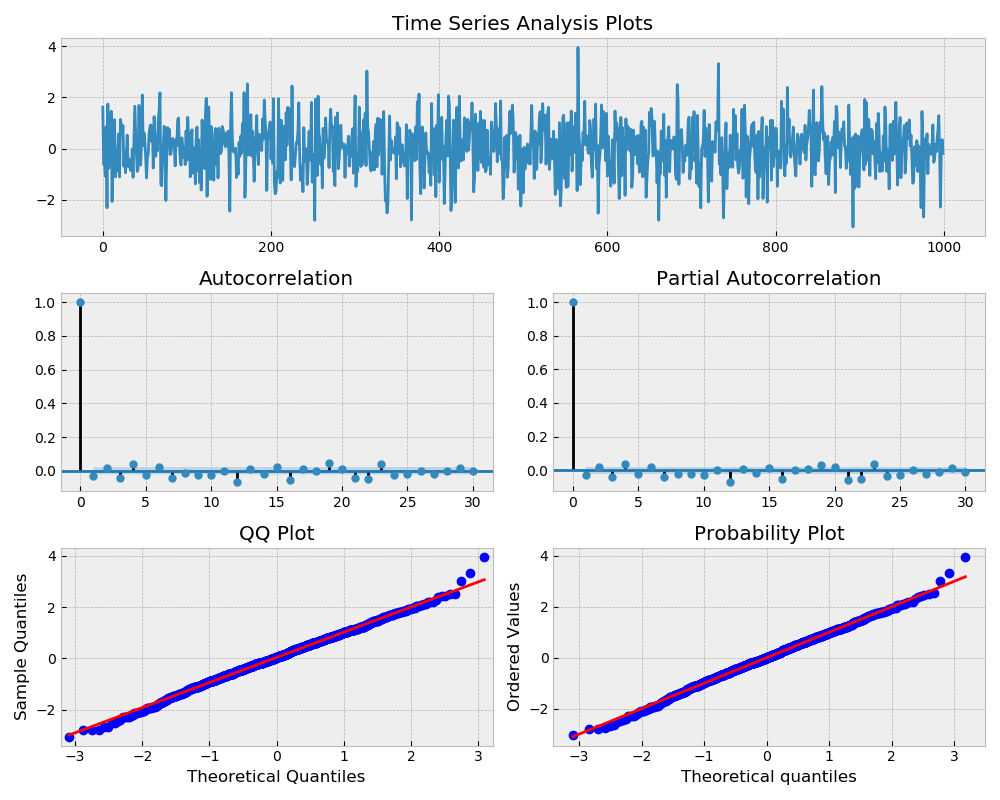 Time Series Analysis Plots
4
2
0
−2
0 200 400 600 800 1000
Autocorrelation
1.0
0.8
0.6
0.4
0.2
0.0
0 5 10 15 20 25 30
Partial Autocorrelation
1.0
0.8
0.6
0.4
0.2
0.0
0 5 10 15 20 25 30
QQ Plot
Sample Quantiles
4
2
0
−2
−3 −2 −1 0 1 2 3
Theoretical Quantiles
Probability Plot
Ordered Values
4
2
0
−2
−3 −2 −1 0 1 2 3
Theoretical quantiles